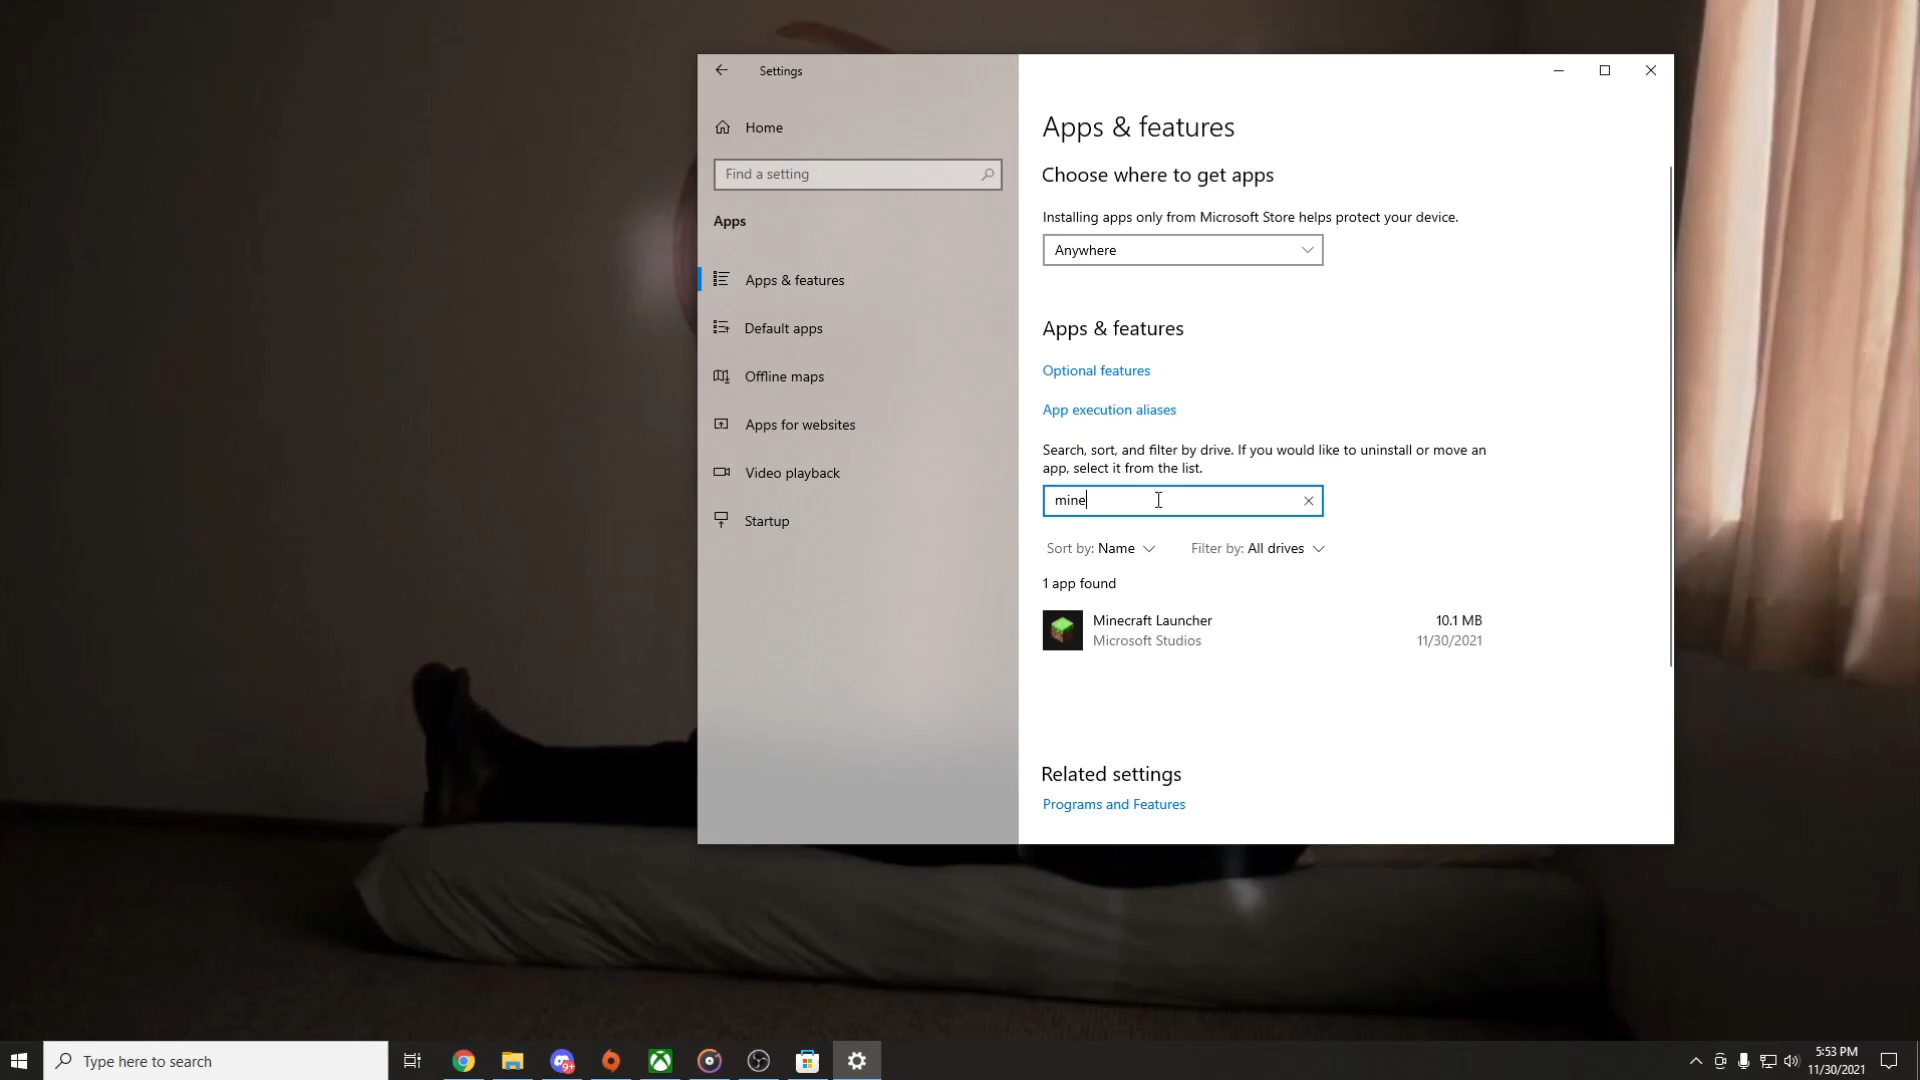 Settings
Home
Find a setting
Apps
Apps & features
Default apps
Offline maps
Apps for websites
Video playback
Startup
Apps & features
Choose where to get apps
Installing apps only from Microsoft Store helps protect your device.
Anywhere
Apps & features
Optional features
App execution aliases
Search, sort, and filter by drive. If you would like to uninstall or move an
app, select it from the list.
mine
Sort by: Name Filter by: All drives
1 app found
Minecraft Launcher 10.1 MB
Microsoft Studios 11/30/2021
Related settings
Programs and Features
Type here to search
9+
5:53 PM
11/30/2021